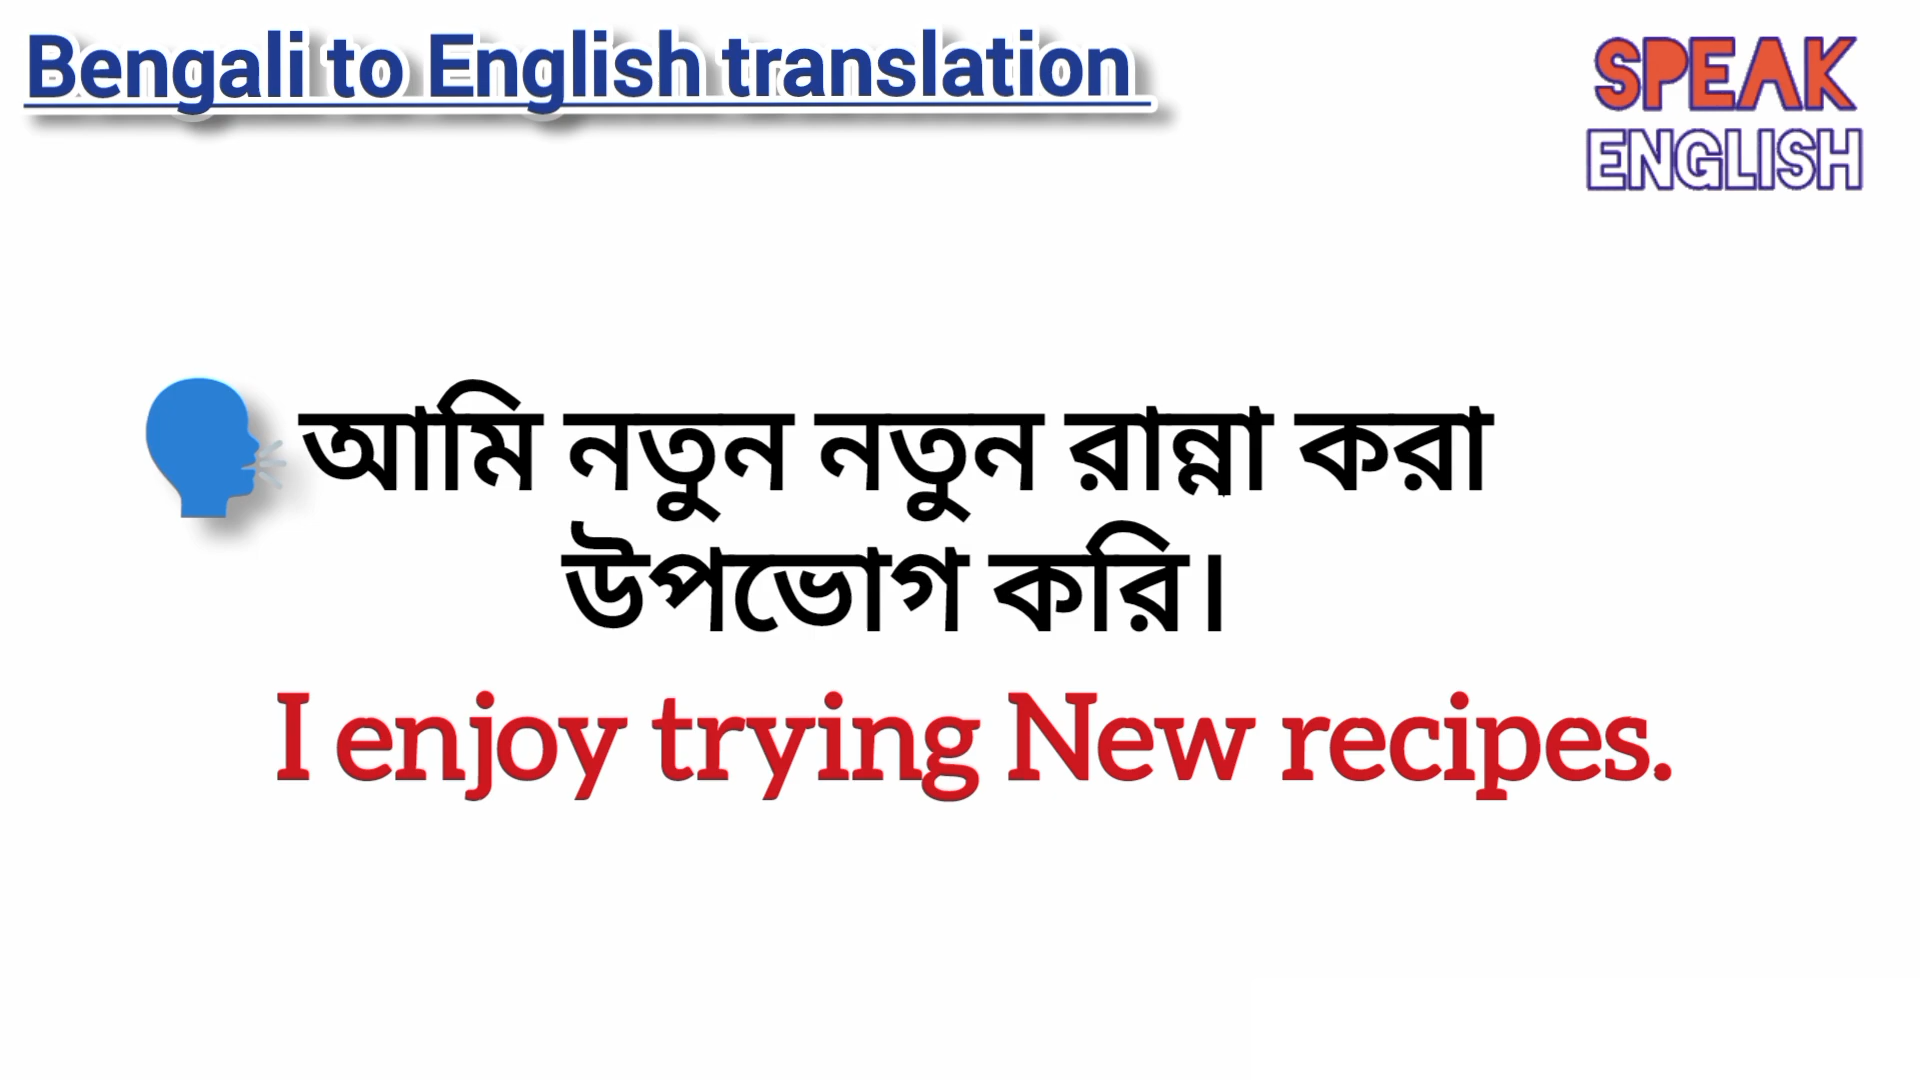 Bengali to English translation
SPEAK
ENGLISH
আমি নতুন নতুন রান্না করা
উপভোগ করি।
I enjoy trying New recipes.